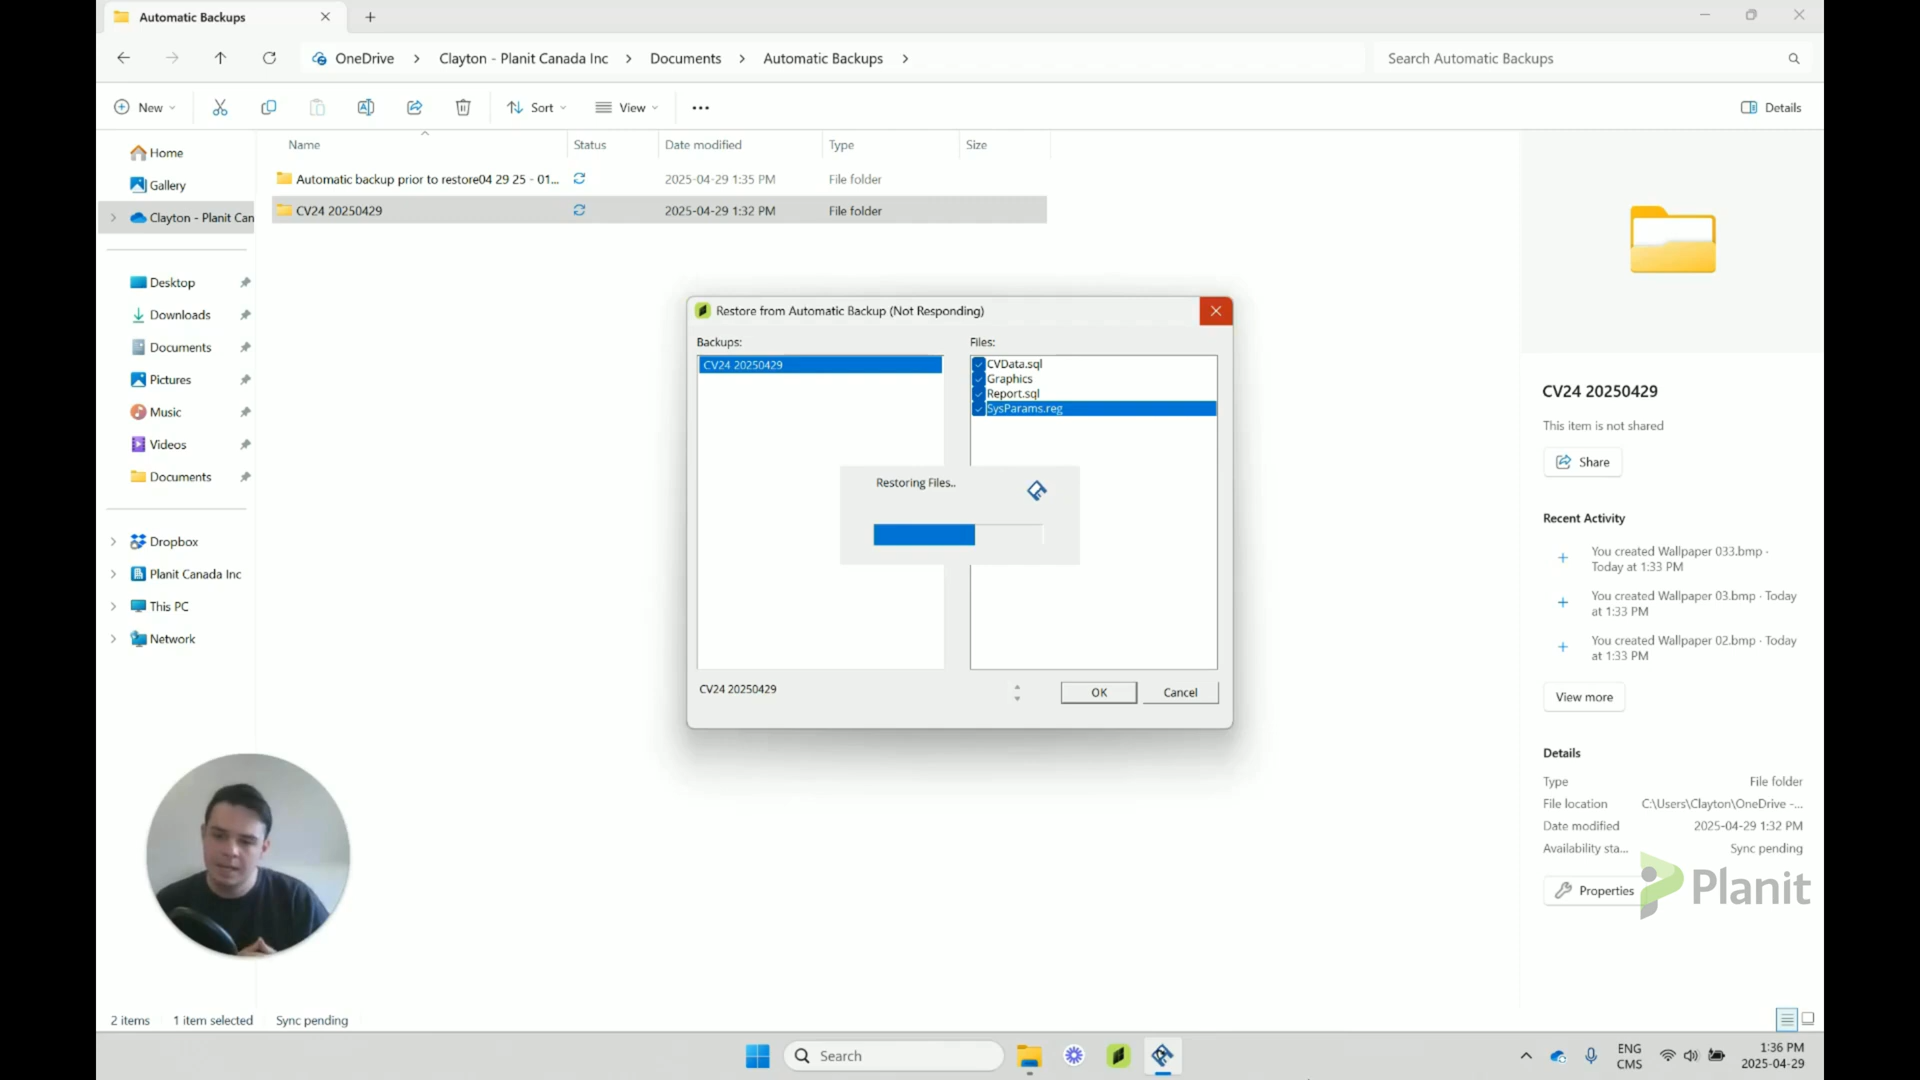 Automatic Backups
OneDrive
Clayton - Planit Canada Inc
Documents
Automatic Backups
Search Automatic Backups
New
Sort
View
Details
Name
Status
Date modified
Type
Size
Automatic backup prior to restore04 29 25 - 01...
2025-04-29 1:35 PM
File folder
CV24 20250429
2025-04-29 1:32 PM
File folder
Home
Gallery
Clayton - Planit Can
Desktop
Downloads
Documents
Pictures
Music
Videos
Documents
Dropbox
Planit Canada Inc
This PC
Network
Restore from Automatic Backup (Not Responding)
Backups:
CV24 20250429
Files:
CVData.sql
Graphics
Report.sql
SysParams.reg
Restoring Files..
CV24 20250429
OK
Cancel
CV24 20250429
This item is not shared
Share
Recent Activity
You created Wallpaper 033.bmp ·
Today at 1:33 PM
You created Wallpaper 03.bmp · Today
at 1:33 PM
You created Wallpaper 02.bmp · Today
at 1:33 PM
View more
Details
Type
File folder
File location
C:\Users\Clayton\OneDrive -...
Date modified
2025-04-29 1:32 PM
Availability sta...
Sync pending
Properties
Planit
2 items
1 item selected
Sync pending
Search
ENG
CMS
1:36 PM
2025-04-29